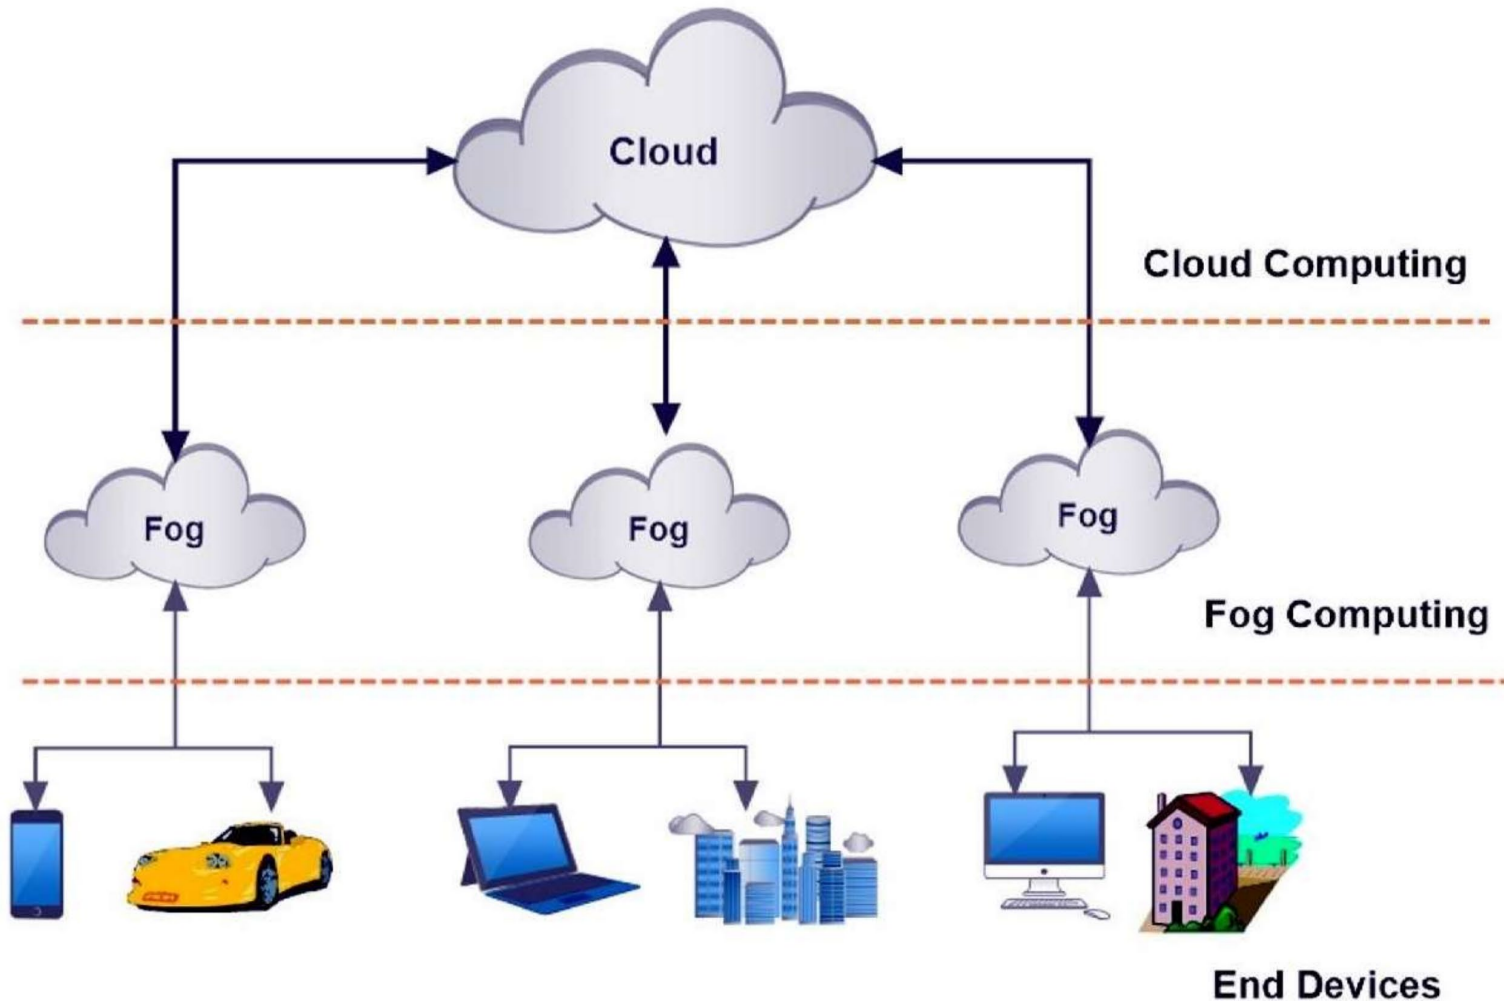 Cloud
Cloud Computing
Fog
Fog
Fog
Fog Computing
End Devices